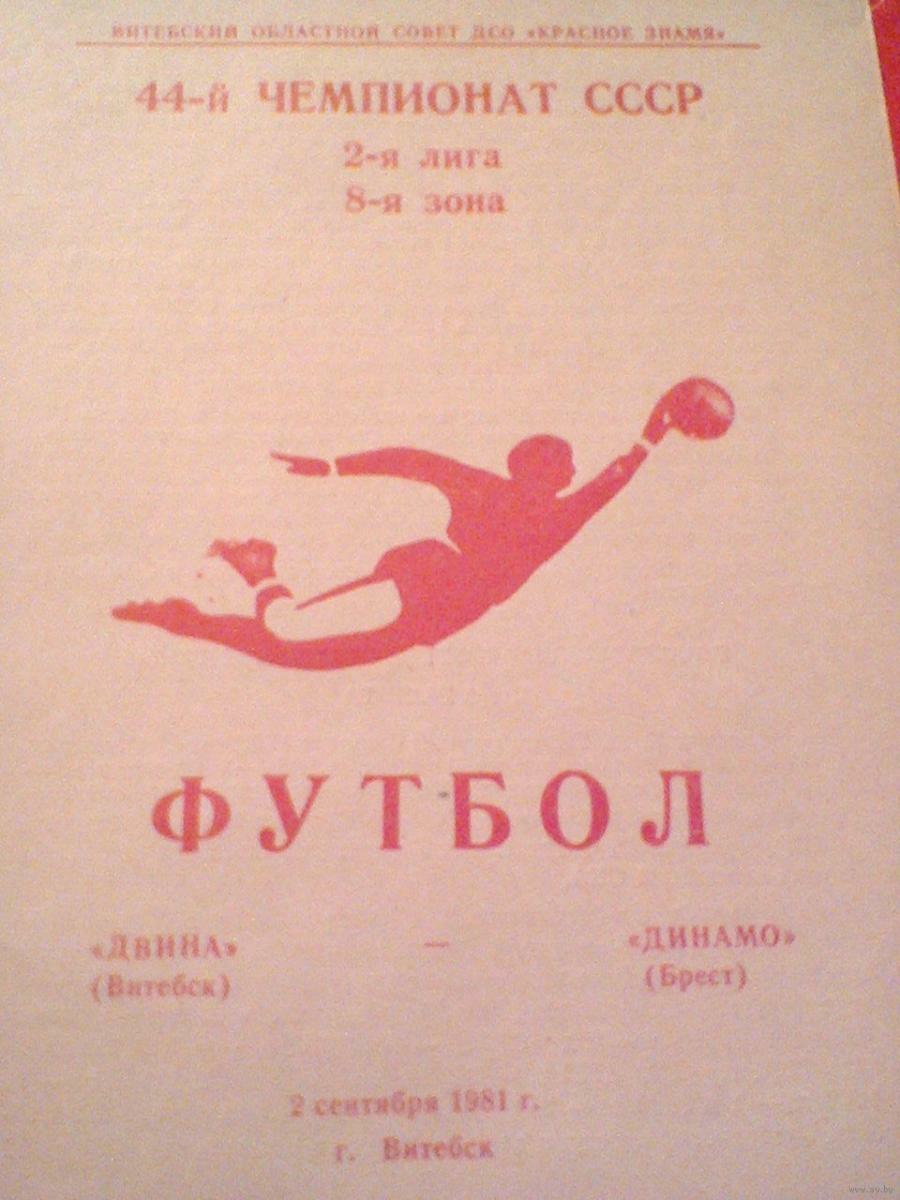 ВИТЕБСКИЙ ОБЛАСТНОЙ СОВЕТ ДСО «КРАСНОЕ ЗНАМЯ»
44-й ЧЕМПИОНАТ СССР
2-я лига
8-я зона
ФУТБОЛ
«ДВИНА» — «ДИНАМО»
(Витебск) (Брест)
2 сентября 1981 г.
г. Витебск